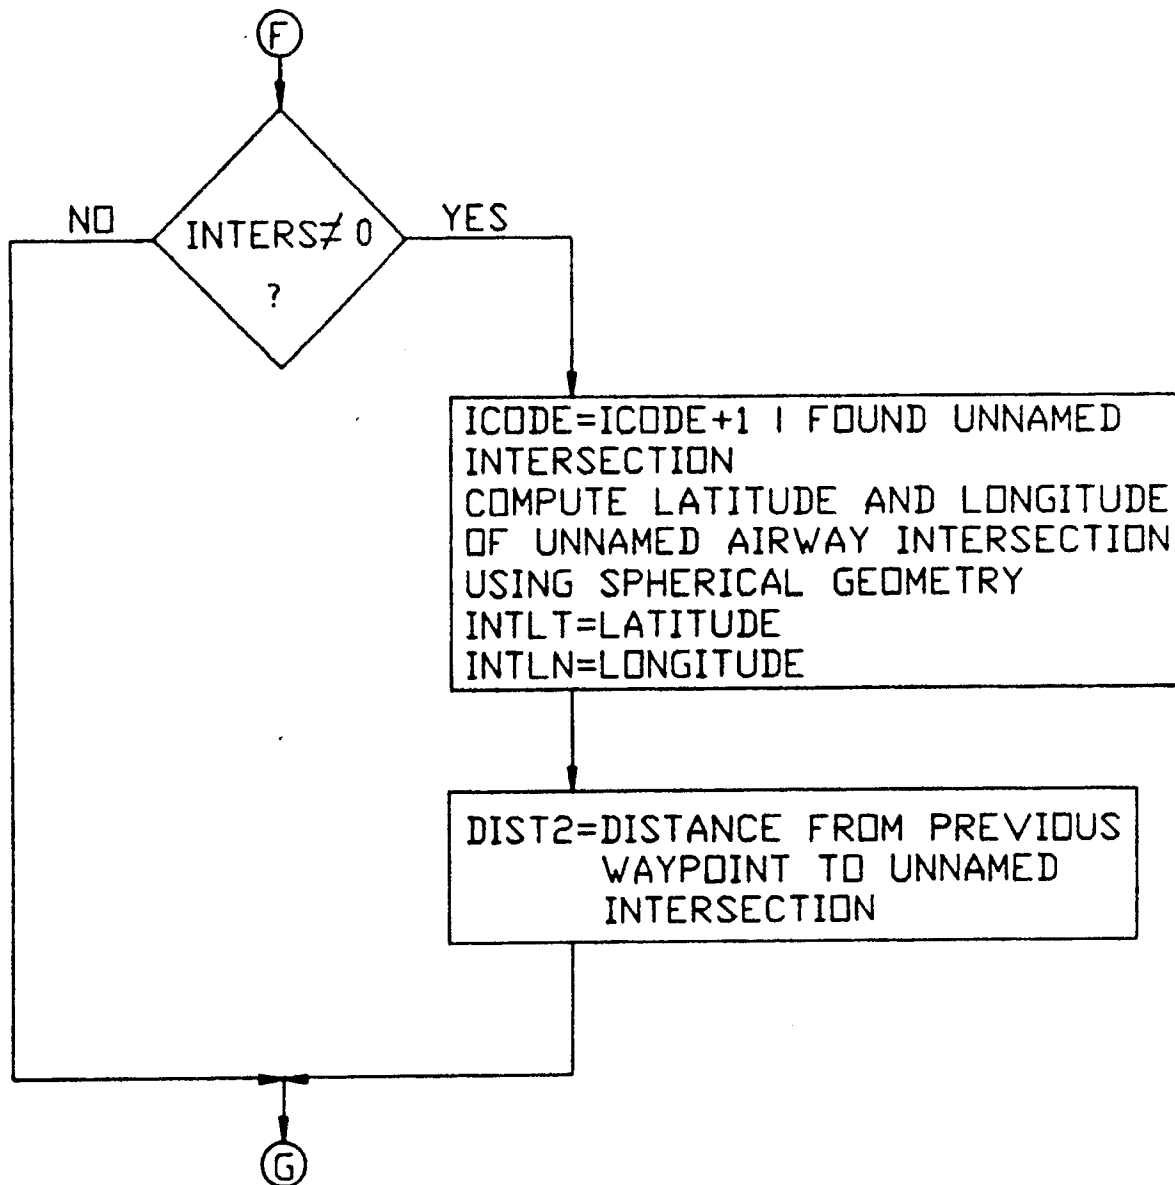 F
NO
YES
INTERS≠ 0
?
ICODE=ICODE+1 | FOUND UNNAMED
INTERSECTION
COMPUTE LATITUDE AND LONGITUDE
OF UNNAMED AIRWAY INTERSECTION
USING SPHERICAL GEOMETRY
INTLT=LATITUDE
INTLN=LONGITUDE
DIST2=DISTANCE FROM PREVIOUS
WAYPOINT TO UNNAMED
INTERSECTION
G